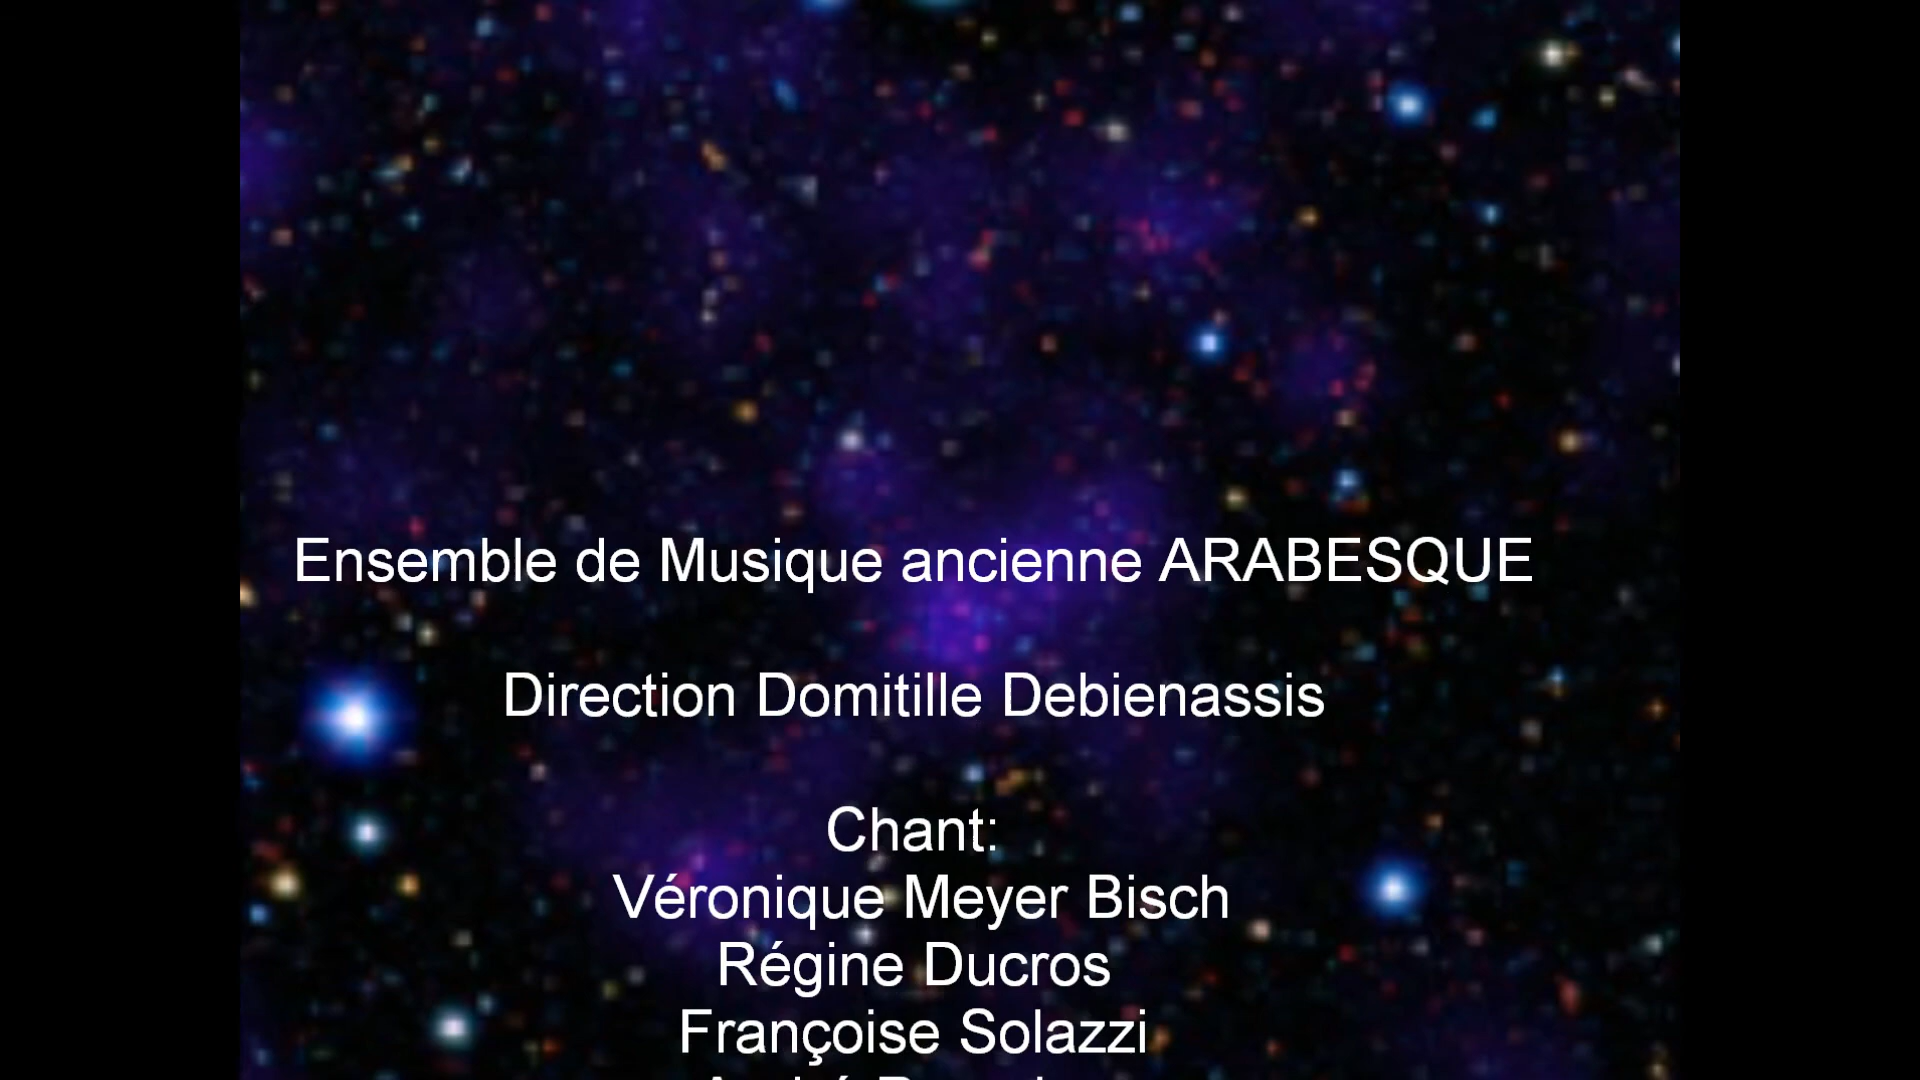 Ensemble de Musique ancienne ARABESQUE
Direction Domitille Debienassis
Chant:
Véronique Meyer Bisch
Régine Ducros
Françoise Solazzi